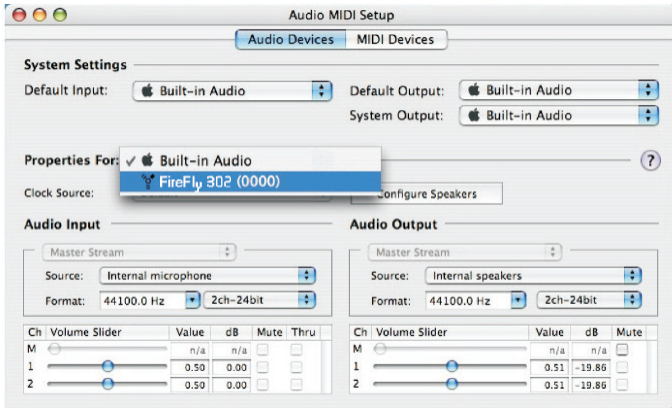 Audio MIDI Setup
Audio Devices MIDI Devices
System Settings
Default Input: Built-in Audio
Default Output: Built-in Audio
System Output: Built-in Audio
Properties For: ✓ Built-in Audio ?
FireFly 302 (0000)
Clock Source: Configure Speakers
Audio Input
Audio Output
Master Stream
Master Stream
Source: Internal microphone
Source: Internal speakers
Format: 44100.0 Hz 2ch-24bit
Format: 44100.0 Hz 2ch-24bit
Ch Volume Slider Value dB Mute Thru
M n/a n/a
1 0.50 0.00
2 0.50 0.00
Ch Volume Slider Value dB Mute
M n/a n/a
1 0.51 -19.86
2 0.51 -19.86